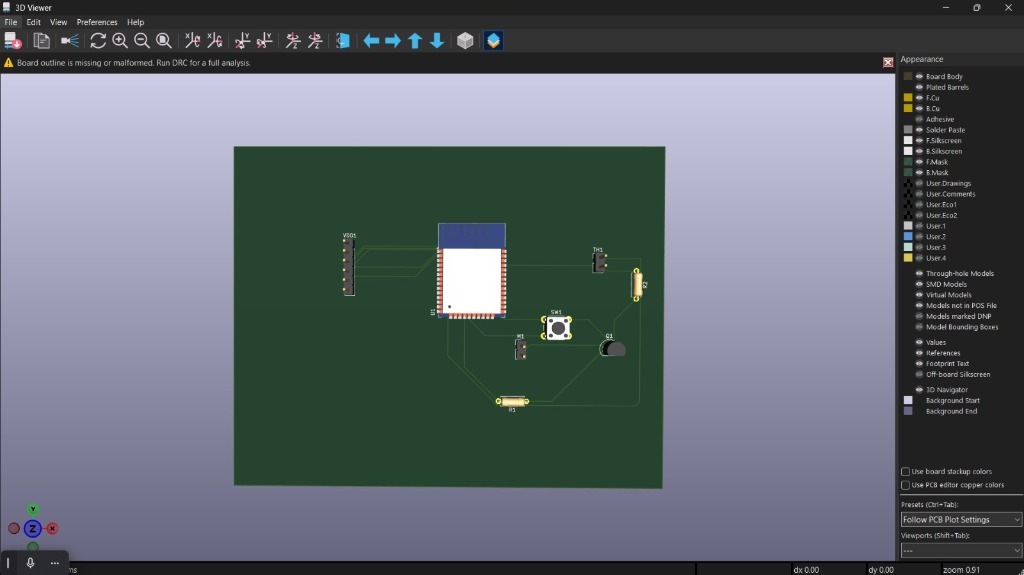 3D Viewer
File Edit View Preferences Help
Board outline is missing or malformed. Run DRC for a full analysis.
Appearance
Board Body
Plated Barrels
F.Cu
B.Cu
Adhesive
Solder Paste
F.Silkscreen
B.Silkscreen
F.Mask
B.Mask
User.Drawings
User.Comments
User.Eco1
User.Eco2
User.1
User.2
User.3
User.4
Through-hole Models
SMD Models
Virtual Models
Models not in POS File
Models marked DNP
Model Bounding Boxes
Values
References
Footprint Text
Off-board Silkscreen
3D Navigator
Background Start
Background End
Use board stackup colors
Use PCB editor copper colors
Presets (Ctrl+Tab):
Follow PCB Plot Settings
Viewports (Shift+Tab):
---
VDD1
TH1
R2
U1
SW1
M1
Q1
R1
Y
Z
X
ms
dx 0.00
dy 0.00
zoom 0.91